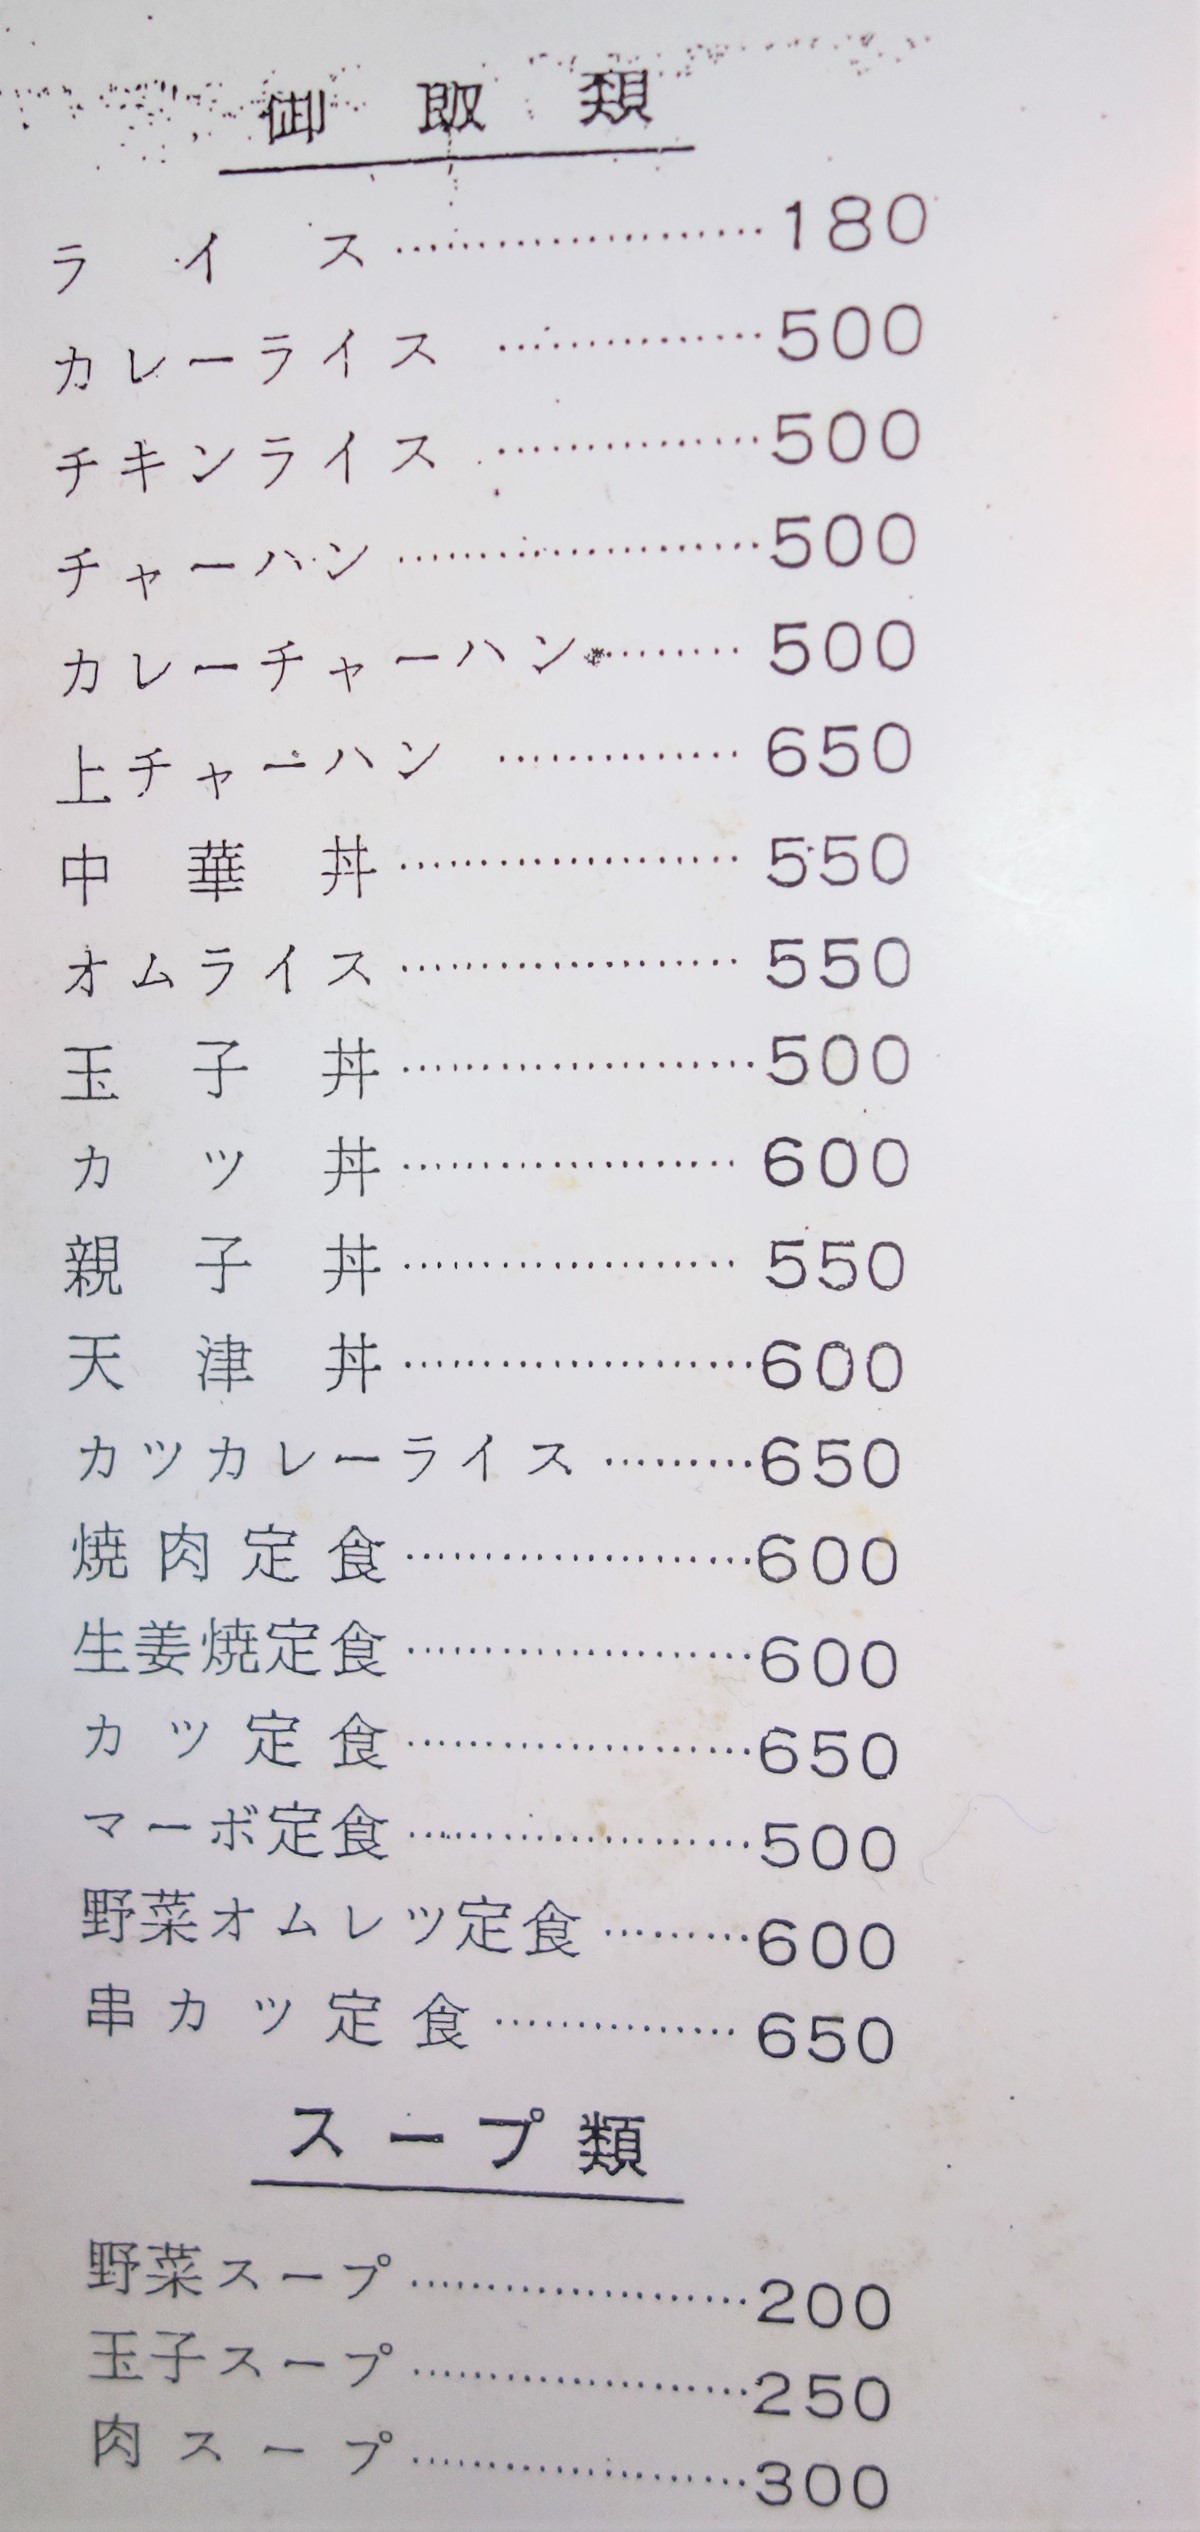 御飯類
ライス…………………180
カレーライス……………500
チキンライス……………500
チャーハン…………………500
カレーチャーハン………500
上チャーハン……………650
中華丼…………………550
オムライス…………………550
玉子丼…………………500
カツ丼…………………600
親子丼…………………550
天津丼…………………600
カツカレーライス………650
焼肉定食…………………600
生姜焼定食…………………600
カツ定食…………………650
マーボ定食…………………500
野菜オムレツ定食………600
串カツ定食……………650
スープ類
野菜スープ…………………200
玉子スープ…………………250
肉スープ…………………300